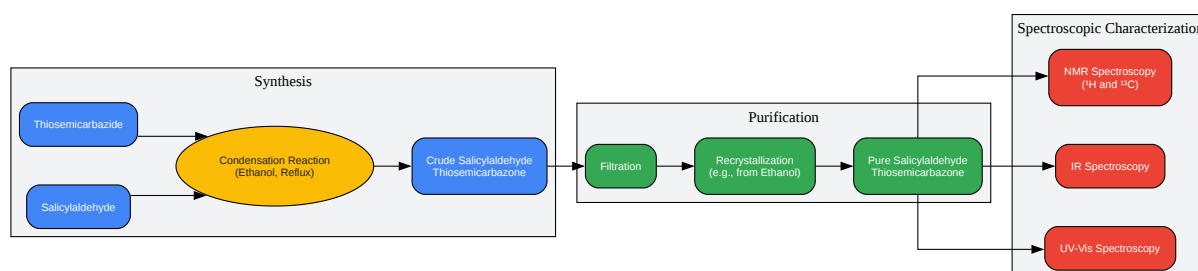 Synthesis
Thiosemicarbazide
Salicylaldehyde
Condensation Reaction
(Ethanol, Reflux)
Crude Salicylaldehyde
Thiosemicarbazone
Purification
Filtration
Recrystallization
(e.g., from Ethanol)
Pure Salicylaldehyde
Thiosemicarbazone
Spectroscopic Characterization
NMR Spectroscopy
(¹H and ¹³C)
IR Spectroscopy
UV-Vis Spectroscopy